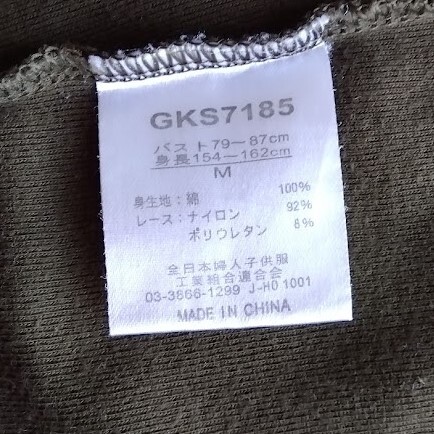 GKS7185
バスト79－87cm
身長154－162cm
M
身生地：綿 100%
レース：ナイロン 92%
ポリウレタン 8%
全日本婦人子供服
工業組合連合会
03-3866-1299 J-H0 1001
MADE IN CHINA